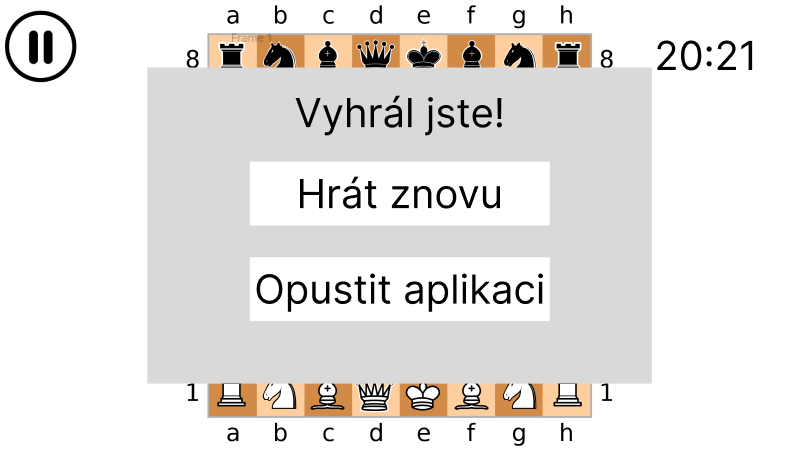 a b c d e f g h
Frame 1
8 8
20:21
Vyhrál jste!
Hrát znovu
Opustit aplikaci
1 1
a b c d e f g h